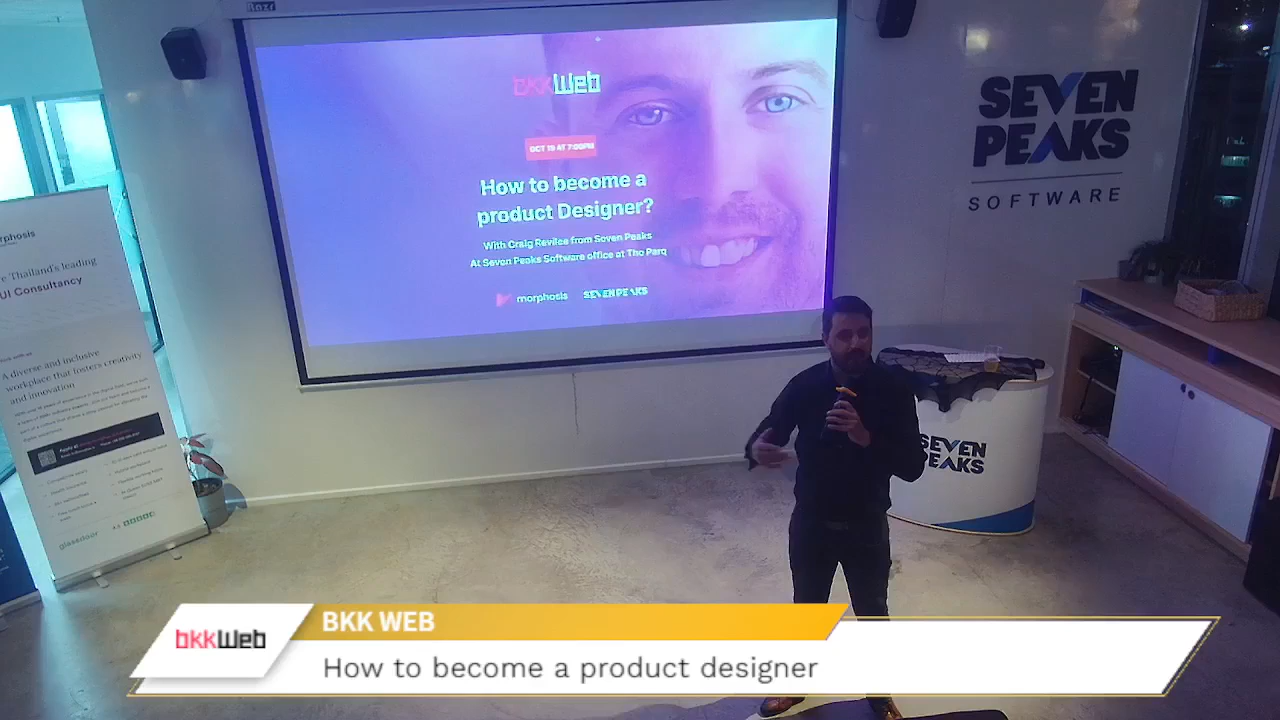 bkkWeb
OCT 19 AT 7:00PM
How to become a
product Designer?
With Craig Revilce from Seven Peaks
At Seven Peaks Software office at The Parq
morphosis SEVEN PEAKS
SEVEN
PEAKS
SOFTWARE
Thailand's leading
UI Consultancy
A diverse and inclusive
workplace that fosters creativity
and innovation
glassdoor
SEVEN
PEAKS
BKK WEB
bkkWeb
How to become a product designer